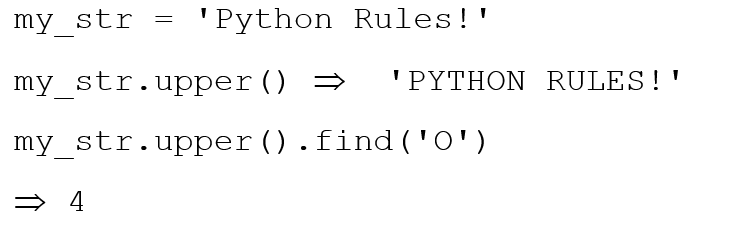 my_str = 'Python Rules!'
my_str.upper() ⇒ 'PYTHON RULES!'
my_str.upper().find('O')
⇒ 4